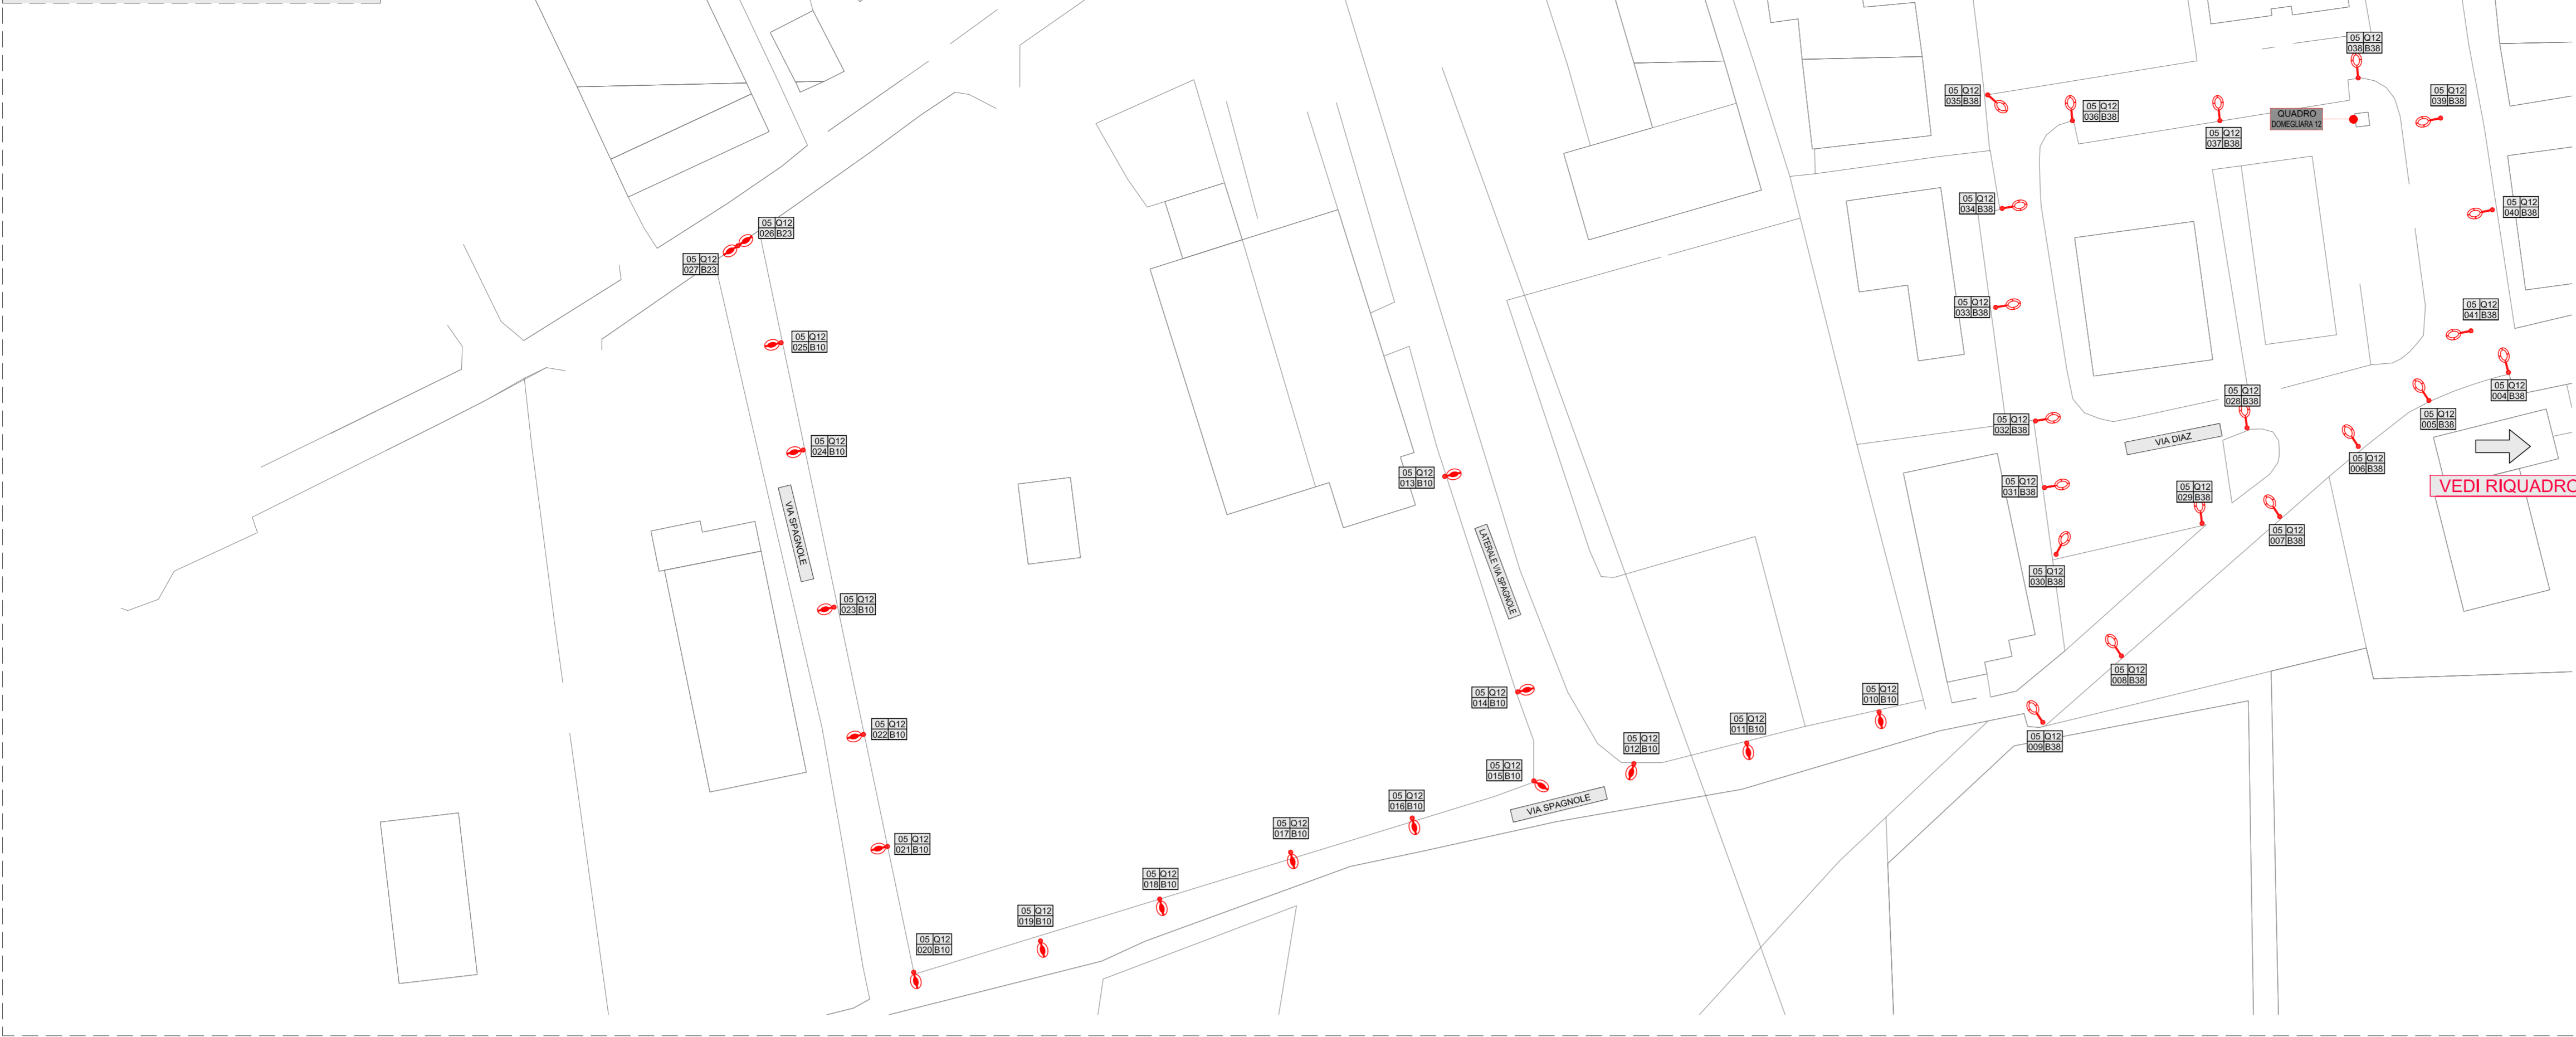 05 Q12
038 B38
05 Q12
035 B38
05 Q12
036 B38
05 Q12
039 B38
QUADRO
DOMEGLIARA 12
05 Q12
037 B38
05 Q12
034 B38
05 Q12
040 B38
05 Q12
026 B23
05 Q12
027 B23
05 Q12
033 B38
05 Q12
041 B38
05 Q12
025 B10
05 Q12
028 B38
05 Q12
004 B38
05 Q12
005 B38
05 Q12
032 B38
VIA DIAZ
05 Q12
024 B10
05 Q12
006 B38
05 Q12
013 B10
05 Q12
031 B38
05 Q12
029 B38
VEDI RIQUADRO
VIA SPAGNOLE
05 Q12
007 B38
LATERALE VIA SPAGNOLE
05 Q12
030 B38
05 Q12
023 B10
05 Q12
008 B38
05 Q12
014 B10
05 Q12
010 B10
05 Q12
011 B10
05 Q12
022 B10
05 Q12
012 B10
05 Q12
009 B38
05 Q12
015 B10
VIA SPAGNOLE
05 Q12
016 B10
05 Q12
017 B10
05 Q12
021 B10
05 Q12
018 B10
05 Q12
019 B10
05 Q12
020 B10